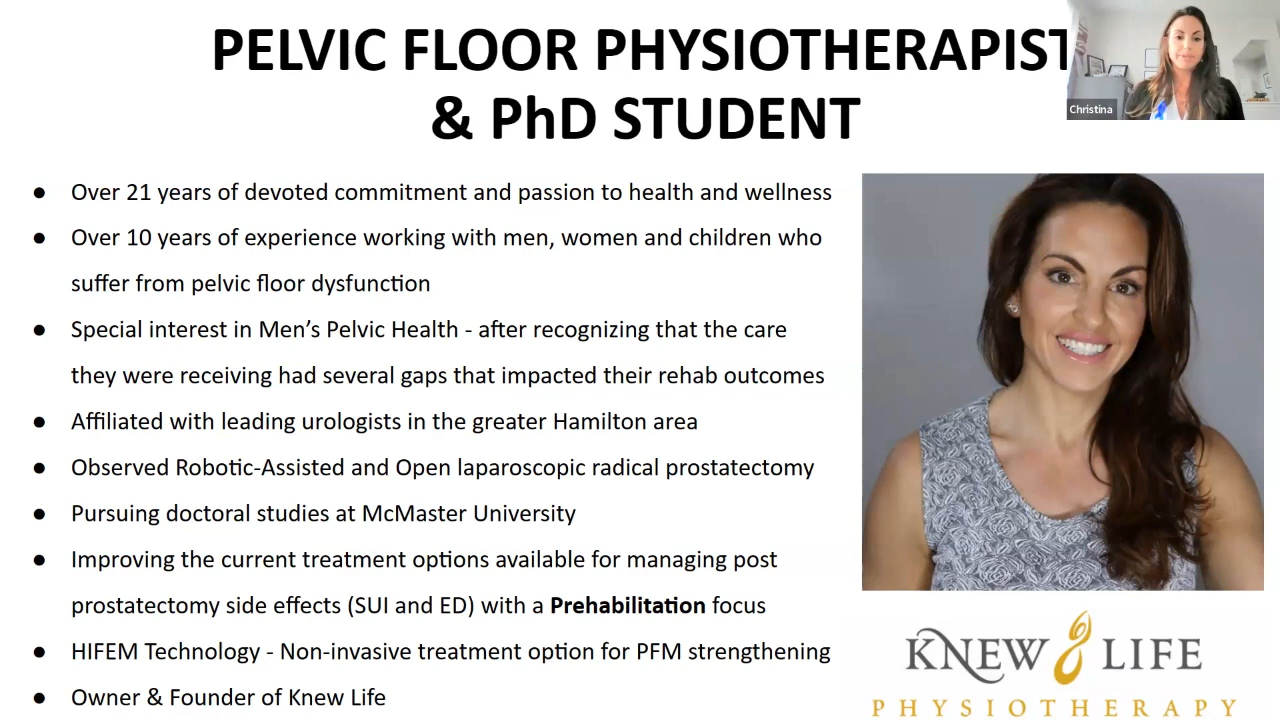 PELVIC FLOOR PHYSIOTHERAPIST
& PhD STUDENT
Christina
● Over 21 years of devoted commitment and passion to health and wellness
● Over 10 years of experience working with men, women and children who
suffer from pelvic floor dysfunction
● Special interest in Men’s Pelvic Health - after recognizing that the care
they were receiving had several gaps that impacted their rehab outcomes
● Affiliated with leading urologists in the greater Hamilton area
● Observed Robotic-Assisted and Open laparoscopic radical prostatectomy
● Pursuing doctoral studies at McMaster University
● Improving the current treatment options available for managing post
prostatectomy side effects (SUI and ED) with a Prehabilitation focus
● HIFEM Technology - Non-invasive treatment option for PFM strengthening
● Owner & Founder of Knew Life
KNEW LIFE
PHYSIOTHERAPY